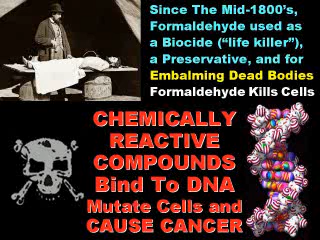 Since The Mid-1800's,
Formaldehyde used as
a Biocide ("life killer"),
a Preservative, and for
Embalming Dead Bodies
Formaldehyde Kills Cells
CHEMICALLY
REACTIVE
COMPOUNDS
Bind To DNA
Mutate Cells and
CAUSE CANCER